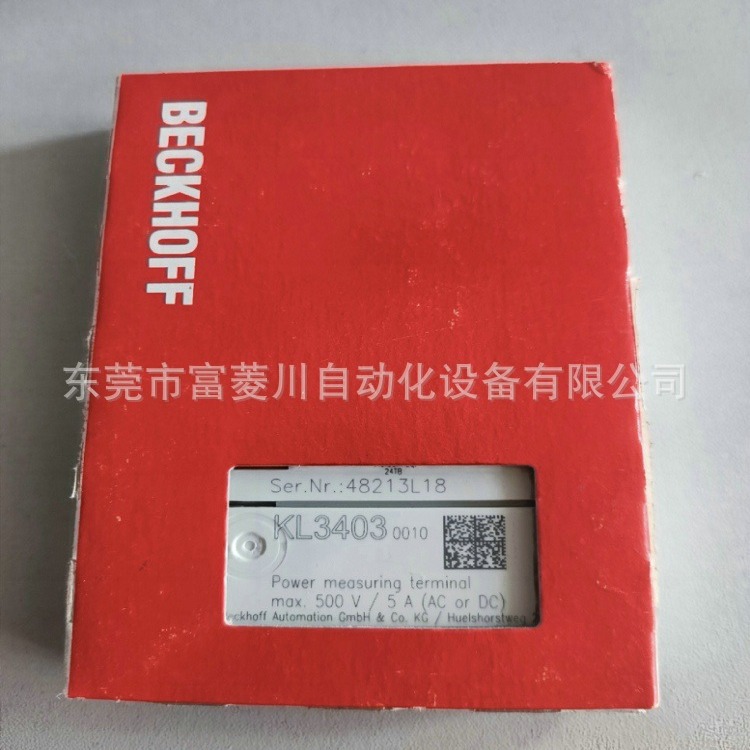 BECKHOFF
东莞市富菱川自动化设备有限公司
24TB
Ser.Nr.:48213L18
KL3403 0010
Power measuring terminal
max. 500 V / 5 A (AC or DC)
eckhoff Automation GmbH & Co. KG / Huelshorstweg